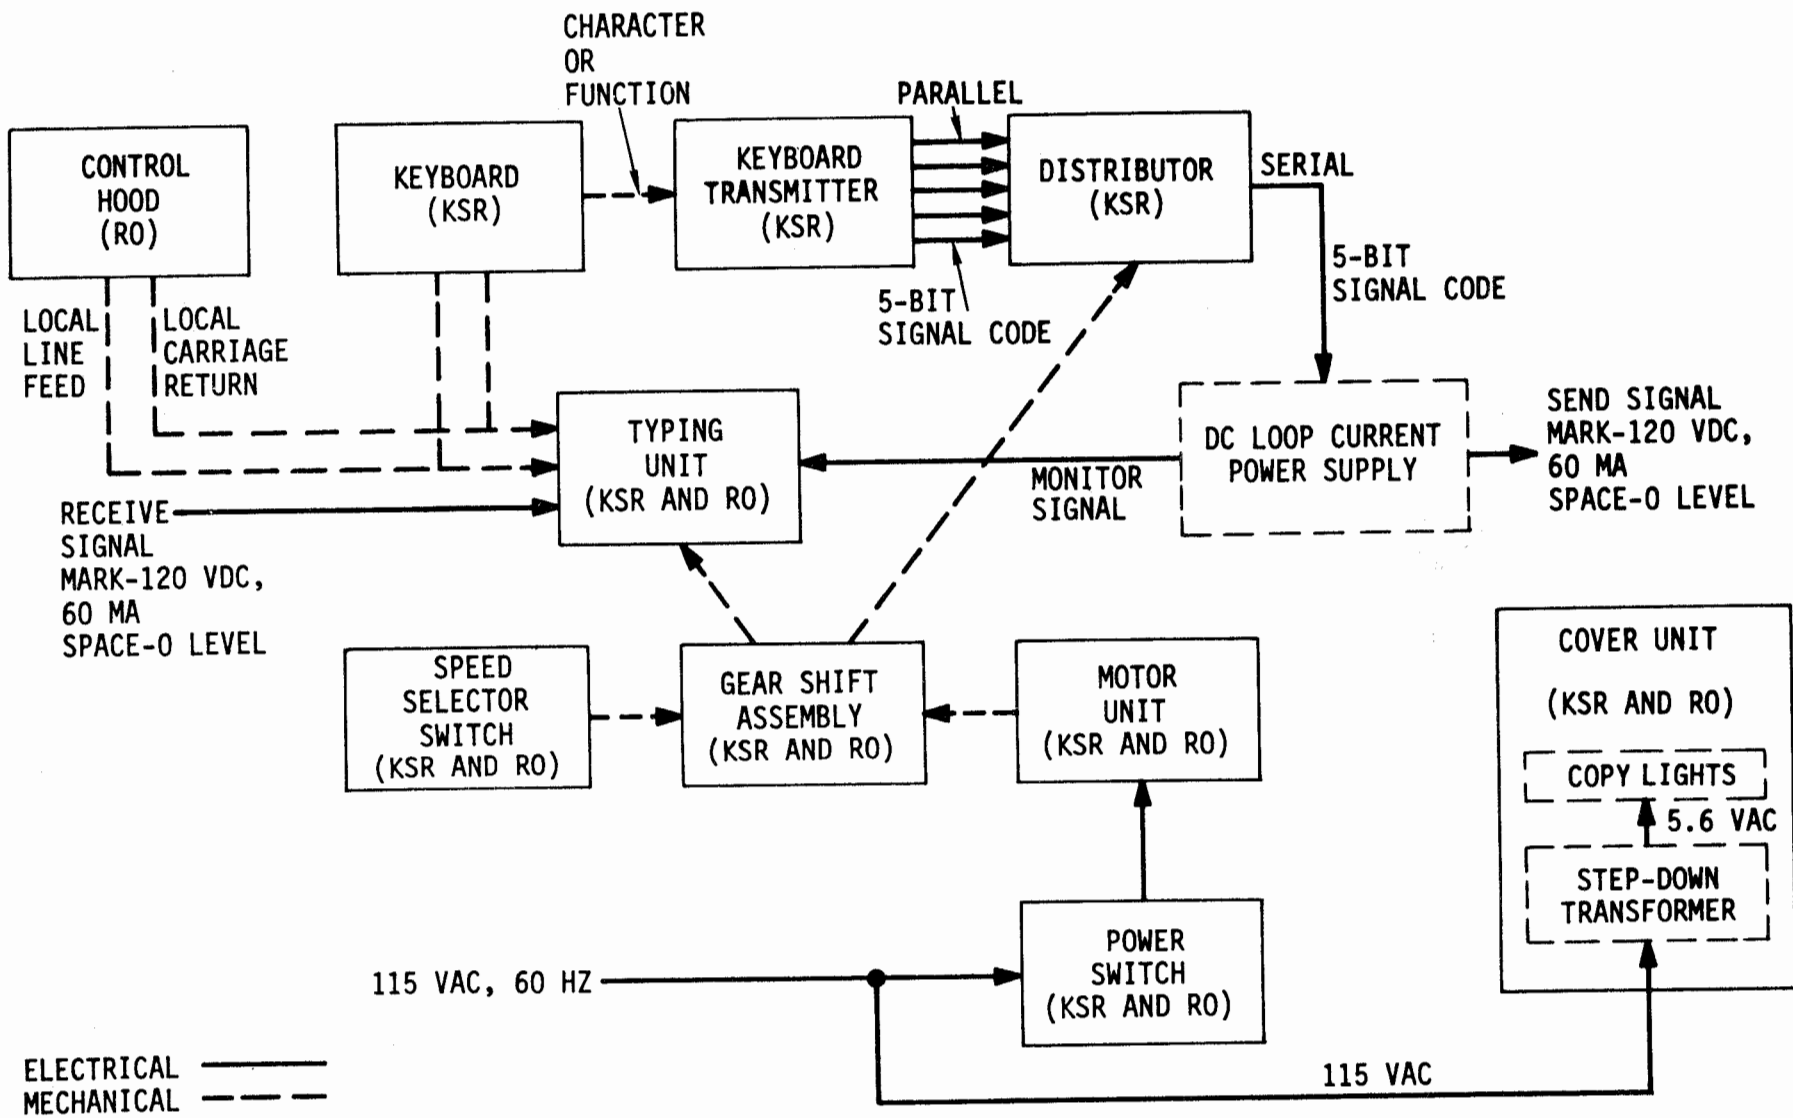 CHARACTER
OR
FUNCTION
PARALLEL
CONTROL
HOOD
(RO)
KEYBOARD
(KSR)
KEYBOARD
TRANSMITTER
(KSR)
DISTRIBUTOR
(KSR)
SERIAL
5-BIT
SIGNAL CODE
5-BIT
SIGNAL CODE
LOCAL
LINE
FEED
LOCAL
CARRIAGE
RETURN
TYPING
UNIT
(KSR AND RO)
MONITOR
SIGNAL
DC LOOP CURRENT
POWER SUPPLY
SEND SIGNAL
MARK-120 VDC,
60 MA
SPACE-0 LEVEL
RECEIVE
SIGNAL
MARK-120 VDC,
60 MA
SPACE-0 LEVEL
SPEED
SELECTOR
SWITCH
(KSR AND RO)
GEAR SHIFT
ASSEMBLY
(KSR AND RO)
MOTOR
UNIT
(KSR AND RO)
COVER UNIT
(KSR AND RO)
COPY LIGHTS
5.6 VAC
STEP-DOWN
TRANSFORMER
115 VAC, 60 HZ
POWER
SWITCH
(KSR AND RO)
115 VAC
ELECTRICAL
MECHANICAL